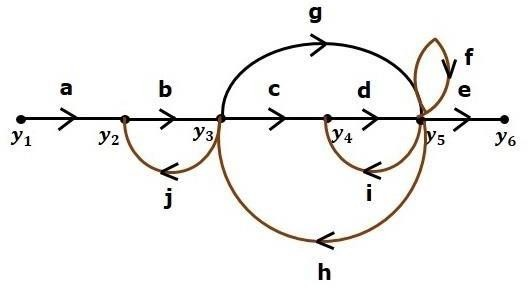 g
f
a b c d e
y₁ y₂ y₃ y₄ y₅ y₆
j i
h